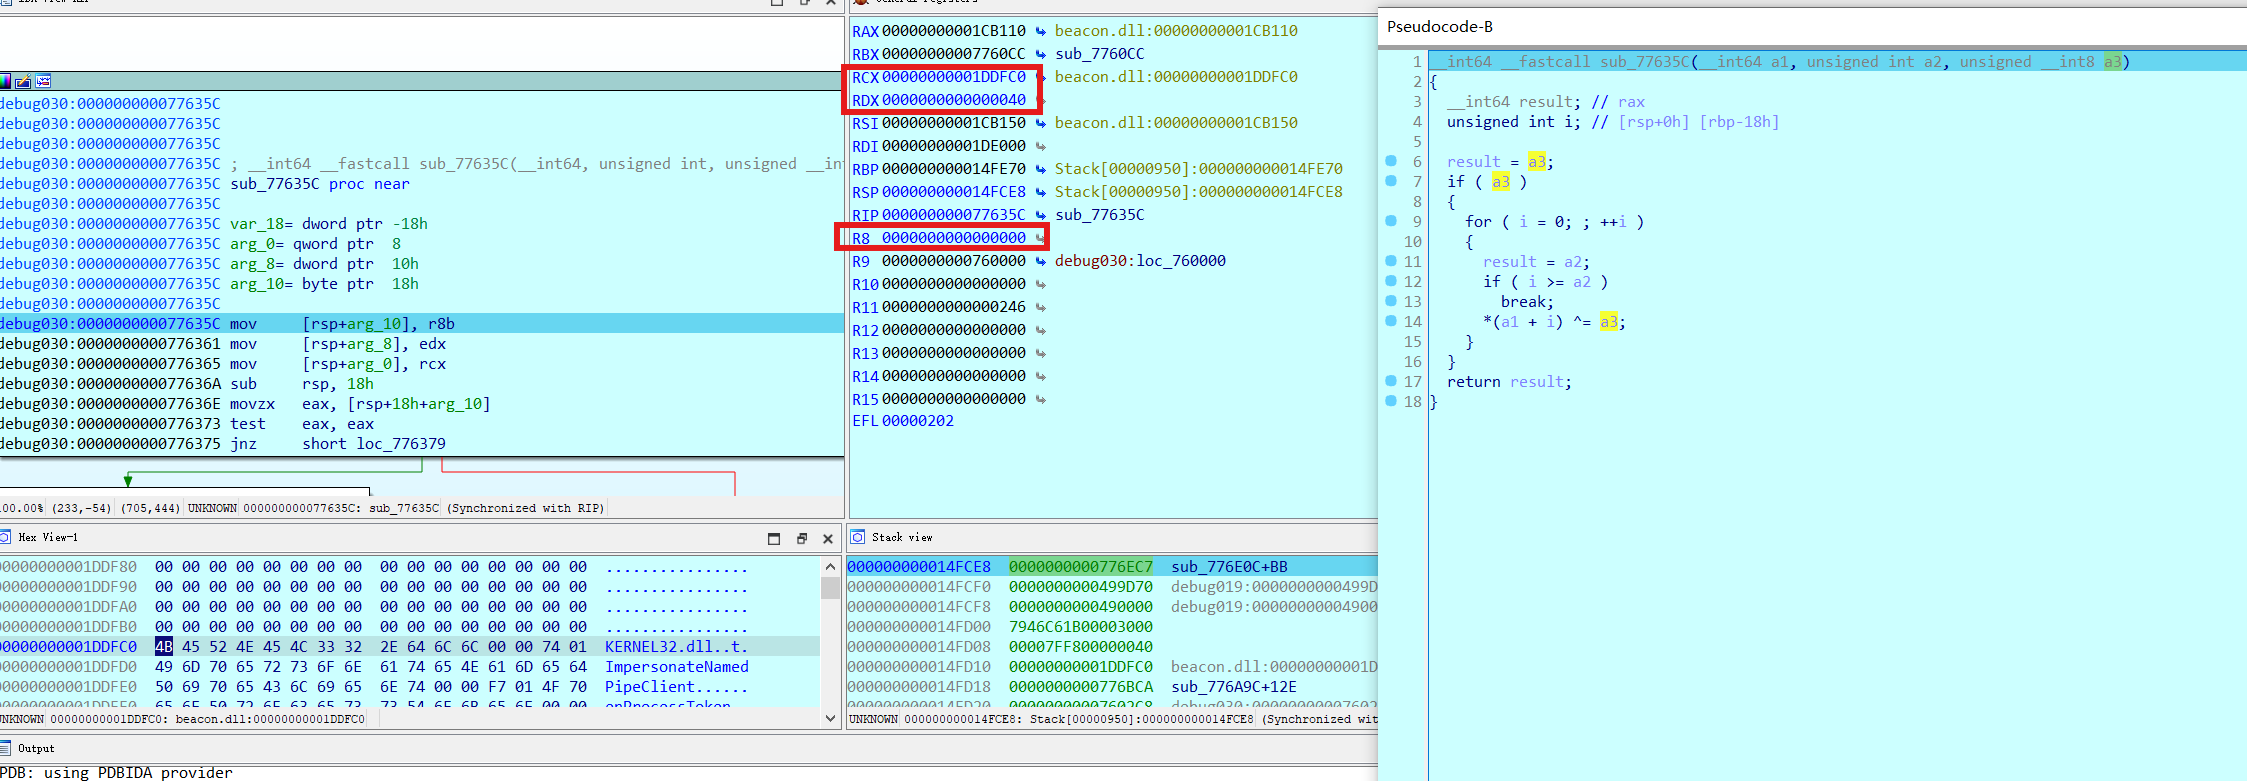 General registers
debug030:000000000077635C
debug030:000000000077635C
debug030:000000000077635C
debug030:000000000077635C ; __int64 __fastcall sub_77635C(__int64, unsigned int, unsigned __int
debug030:000000000077635C sub_77635C proc near
debug030:000000000077635C
debug030:000000000077635C var_18= dword ptr -18h
debug030:000000000077635C arg_0= qword ptr  8
debug030:000000000077635C arg_8= dword ptr  10h
debug030:000000000077635C arg_10= byte ptr  18h
debug030:000000000077635C
debug030:000000000077635C mov     [rsp+arg_10], r8b
debug030:0000000000776361 mov     [rsp+arg_8], edx
debug030:0000000000776365 mov     [rsp+arg_0], rcx
debug030:000000000077636A sub     rsp, 18h
debug030:000000000077636E movzx   eax, [rsp+18h+arg_10]
debug030:0000000000776373 test    eax, eax
debug030:0000000000776375 jnz     short loc_776379
100.00% (233,-54) (705,444) UNKNOWN 000000000077635C: sub_77635C (Synchronized with RIP)
RAX 00000000001CB110 beacon.dll:00000000001CB110
RBX 00000000007760CC sub_7760CC
RCX 00000000001DDFC0 beacon.dll:00000000001DDFC0
RDX 0000000000000040
RSI 00000000001CB150 beacon.dll:00000000001CB150
RDI 00000000001DE000
RBP 000000000014FE70 Stack[00000950]:000000000014FE70
RSP 000000000014FCE8 Stack[00000950]:000000000014FCE8
RIP 000000000077635C sub_77635C
R8 0000000000000000
R9 0000000000760000 debug030:loc_760000
R10 0000000000000000
R11 0000000000000246
R12 0000000000000000
R13 0000000000000000
R14 0000000000000000
R15 0000000000000000
EFL 00000202
Pseudocode-B
1 __int64 __fastcall sub_77635C(__int64 a1, unsigned int a2, unsigned __int8 a3)
2 {
3   __int64 result; // rax
4   unsigned int i; // [rsp+0h] [rbp-18h]
5
6   result = a3;
7   if ( a3 )
8   {
9     for ( i = 0; ; ++i )
10     {
11       result = a2;
12       if ( i >= a2 )
13         break;
14       *(a1 + i) ^= a3;
15     }
16   }
17   return result;
18 }
Hex View-1
00000000001DDF80  00 00 00 00 00 00 00 00  00 00 00 00 00 00 00 00  ................
00000000001DDF90  00 00 00 00 00 00 00 00  00 00 00 00 00 00 00 00  ................
00000000001DDFA0  00 00 00 00 00 00 00 00  00 00 00 00 00 00 00 00  ................
00000000001DDFB0  00 00 00 00 00 00 00 00  00 00 00 00 00 00 00 00  ................
00000000001DDFC0  4B 45 52 4E 45 4C 33 32  2E 64 6C 6C 00 00 74 01  KERNEL32.dll..t.
00000000001DDFD0  49 6D 70 65 72 73 6F 6E  61 74 65 4E 61 6D 65 64  ImpersonateNamed
00000000001DDFE0  50 69 70 65 43 6C 69 65  6E 74 00 00 F7 01 4F 70  PipeClient......
UNKNOWN 00000000001DDFC0: beacon.dll:00000000001DDFC0
Stack view
000000000014FCE8  0000000000776EC7  sub_776E0C+BB
000000000014FCF0  0000000000499D70  debug019:0000000000499D
000000000014FCF8  0000000000490000  debug019:00000000004900
000000000014FD00  7946C61B00003000
000000000014FD08  00007FF800000040
000000000014FD10  00000000001DDFC0  beacon.dll:00000000001D
000000000014FD18  0000000000776BCA  sub_776A9C+12E
000000000014FD20  00000000007602C8  debug030:00000000007602
UNKNOWN 000000000014FCE8: Stack[00000950]:000000000014FCE8 (Synchronized wit
Output
PDB: using PDBIDA provider